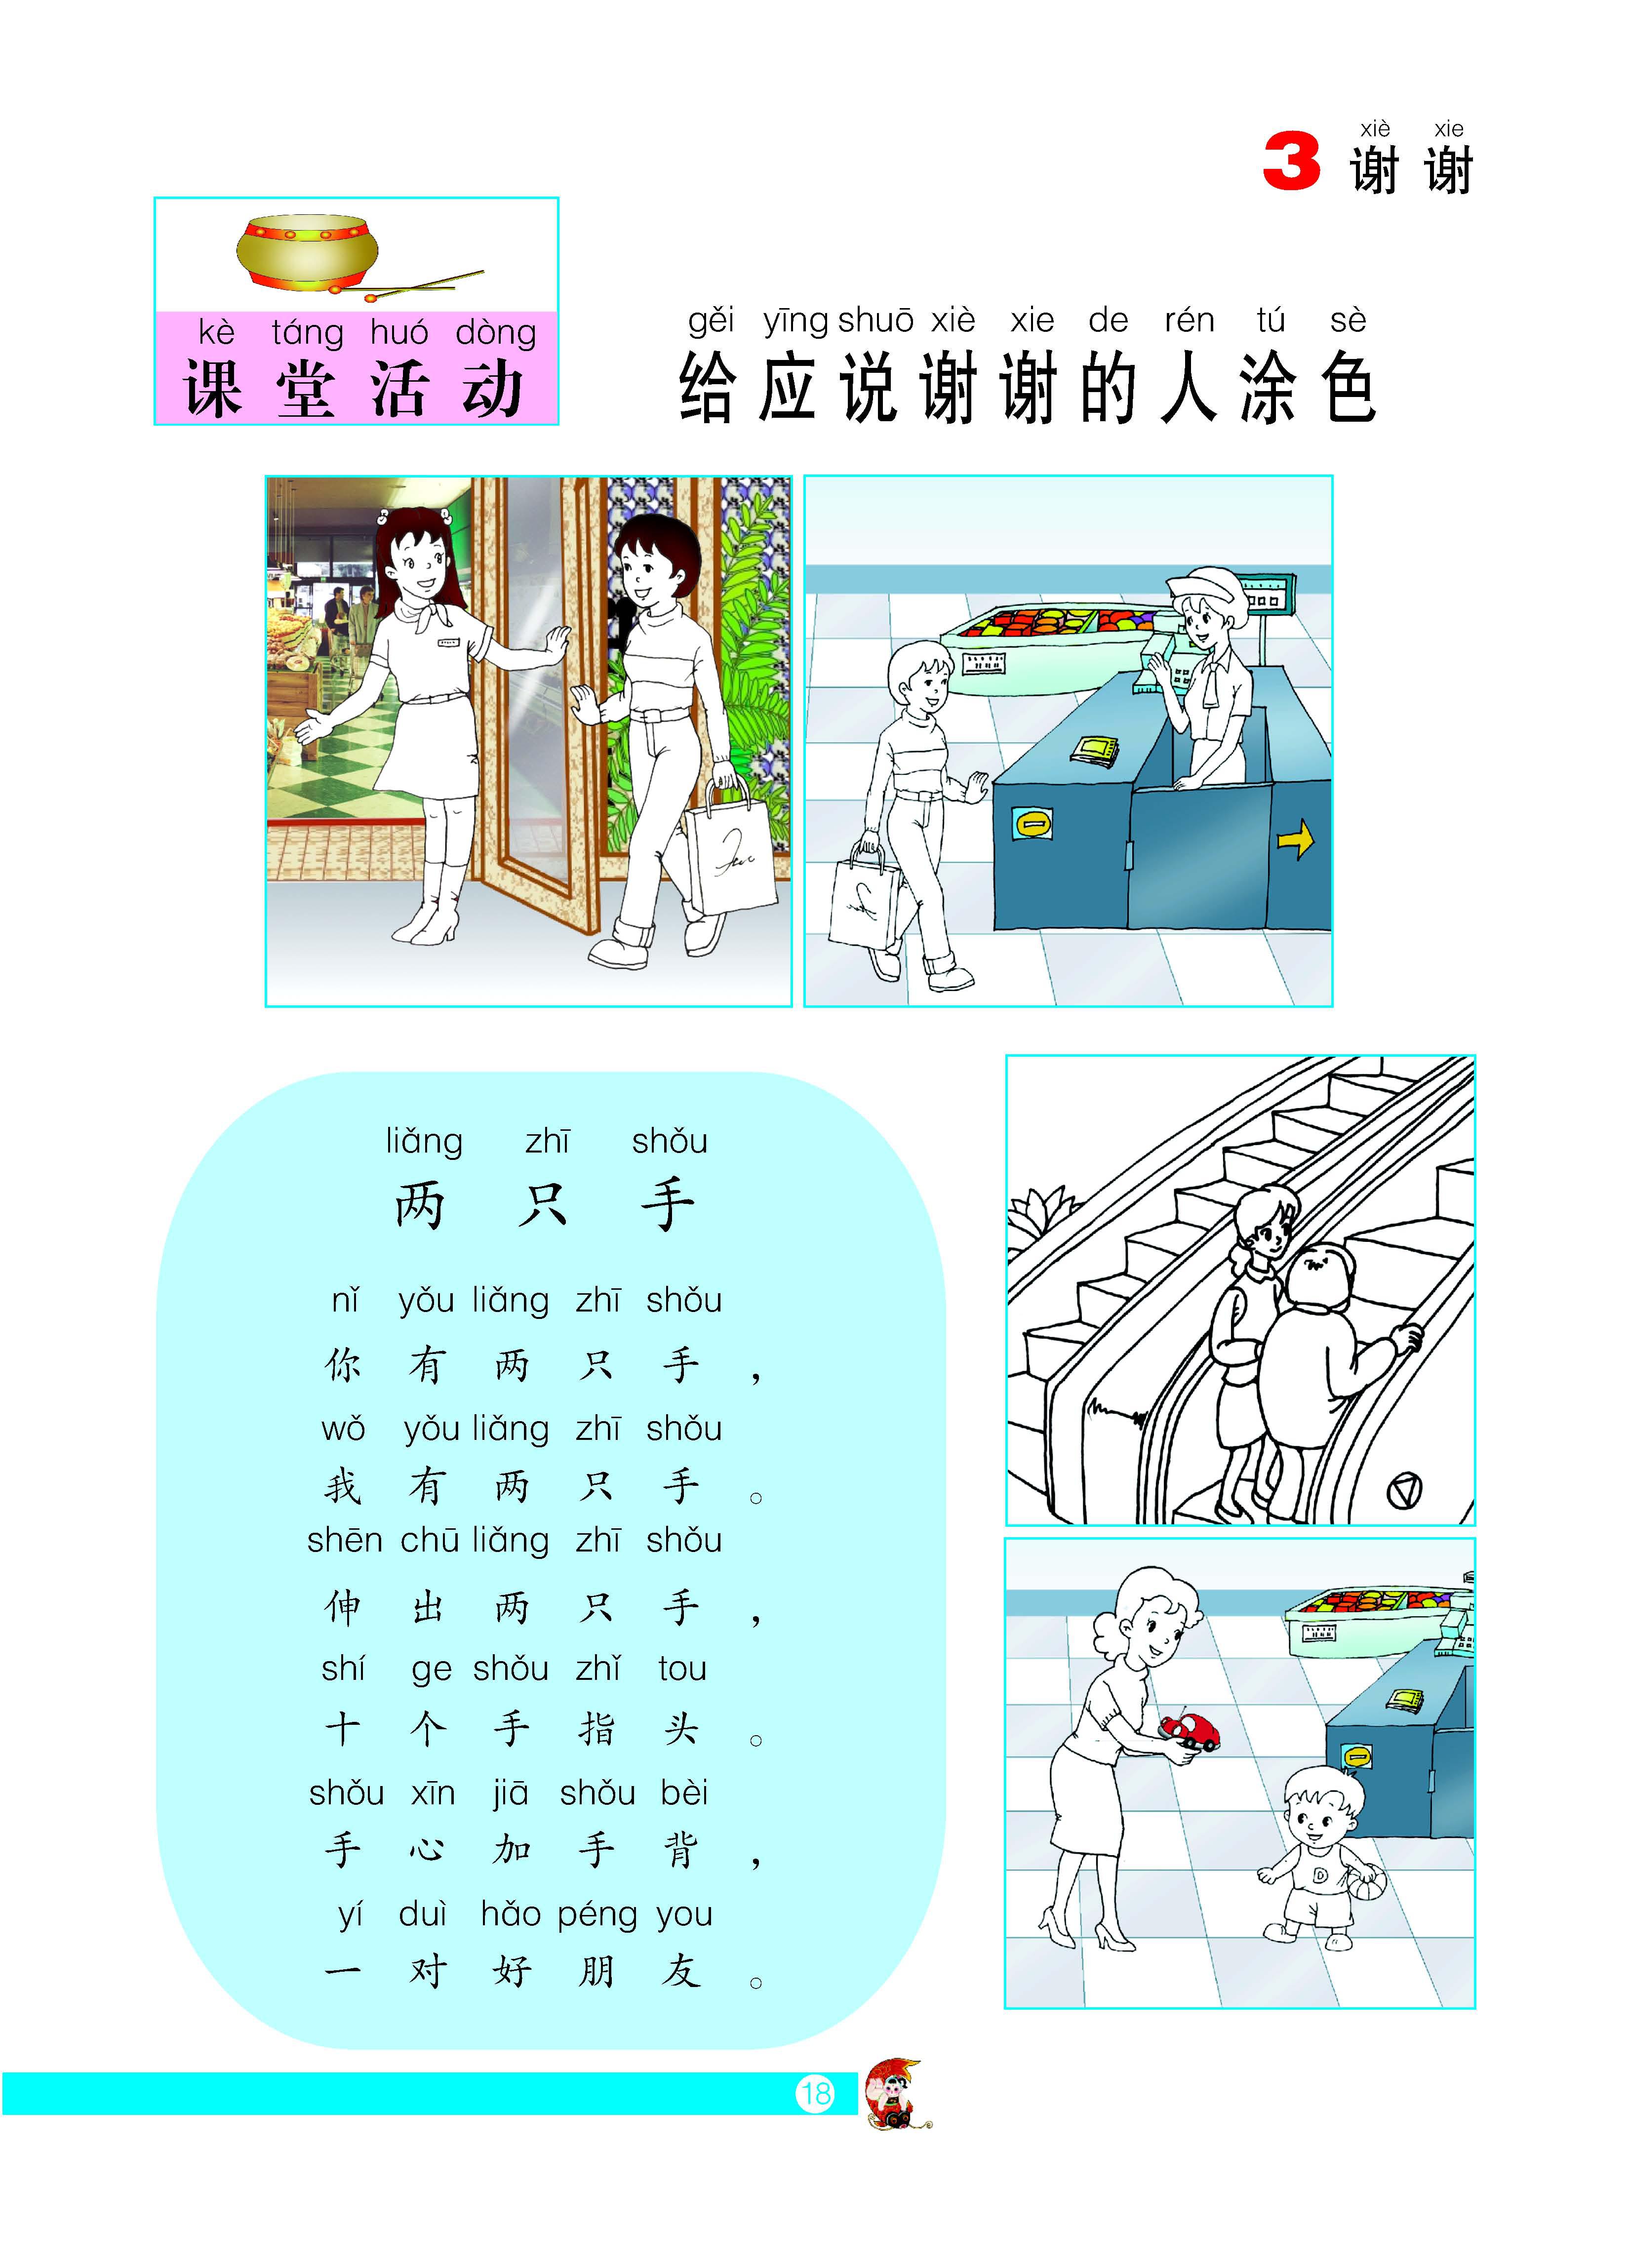 3 谢谢
xiè xie
kè táng huó dòng
课堂活动
gěi yīng shuō xiè xie de rén tú sè
给应说谢谢的人涂色
liǎng zhī shǒu
两只手
nǐ yǒu liǎng zhī shǒu
你有两只手，
wǒ yǒu liǎng zhī shǒu
我有两只手。
shēn chū liǎng zhī shǒu
伸出两只手，
shí ge shǒu zhǐ tou
十个手指头。
shǒu xīn jiā shǒu bèi
手心加手背，
yí duì hǎo péng you
一对好朋友。
D
18